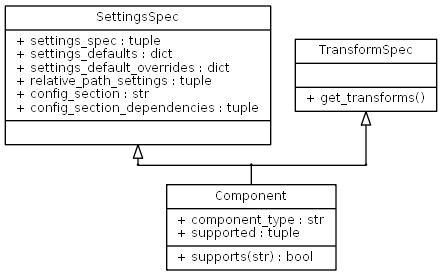 SettingsSpec
+ settings_spec : tuple
+ settings_defaults : dict
+ settings_default_overrides : dict
+ relative_path_settings : tuple
+ config_section : str
+ config_section_dependencies : tuple
TransformSpec
+ get_transforms()
Component
+ component_type : str
+ supported : tuple
+ supports(str) : bool